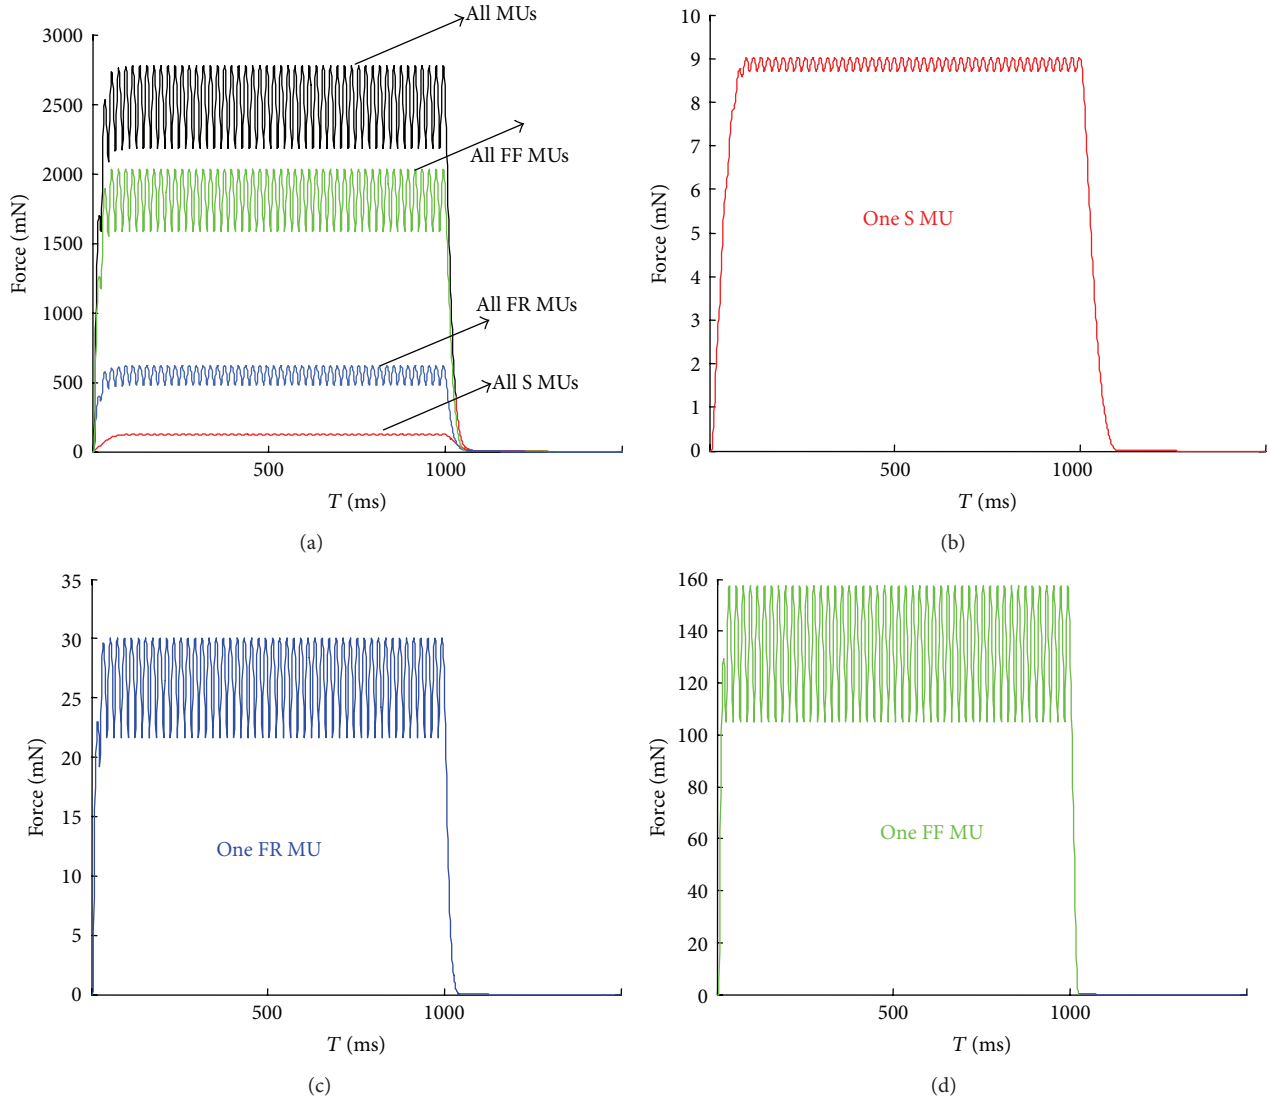 All MUs
3000
2500
2000
1500
1000
500
0
Force (mN)
All FF MUs
All FR MUs
All S MUs
500
1000
T (ms)
(a)
10
9
8
7
6
5
4
3
2
1
0
Force (mN)
One S MU
500
1000
T (ms)
(b)
35
30
25
20
15
10
5
0
Force (mN)
One FR MU
500
1000
T (ms)
(c)
160
140
120
100
80
60
40
20
0
Force (mN)
One FF MU
500
1000
T (ms)
(d)